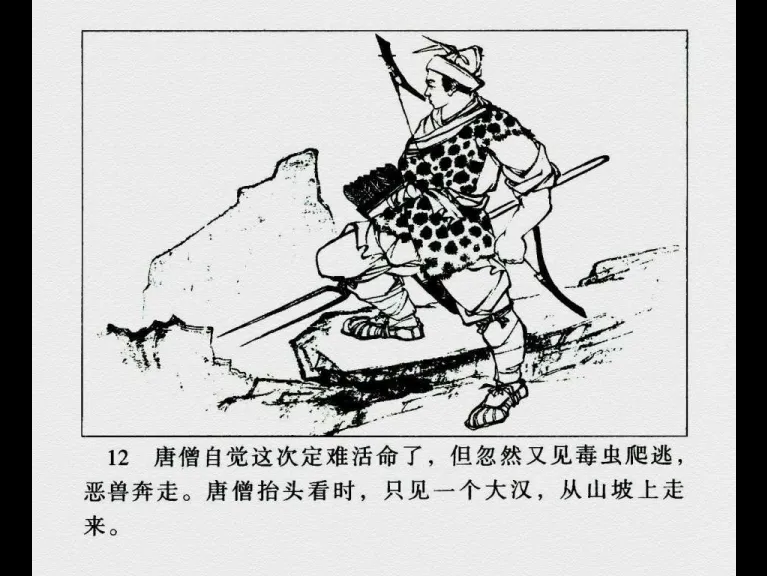 12 唐僧自觉这次定难活命了，但忽然又见毒虫爬逃，
恶兽奔走。唐僧抬头看时，只见一个大汉，从山坡上走
来。